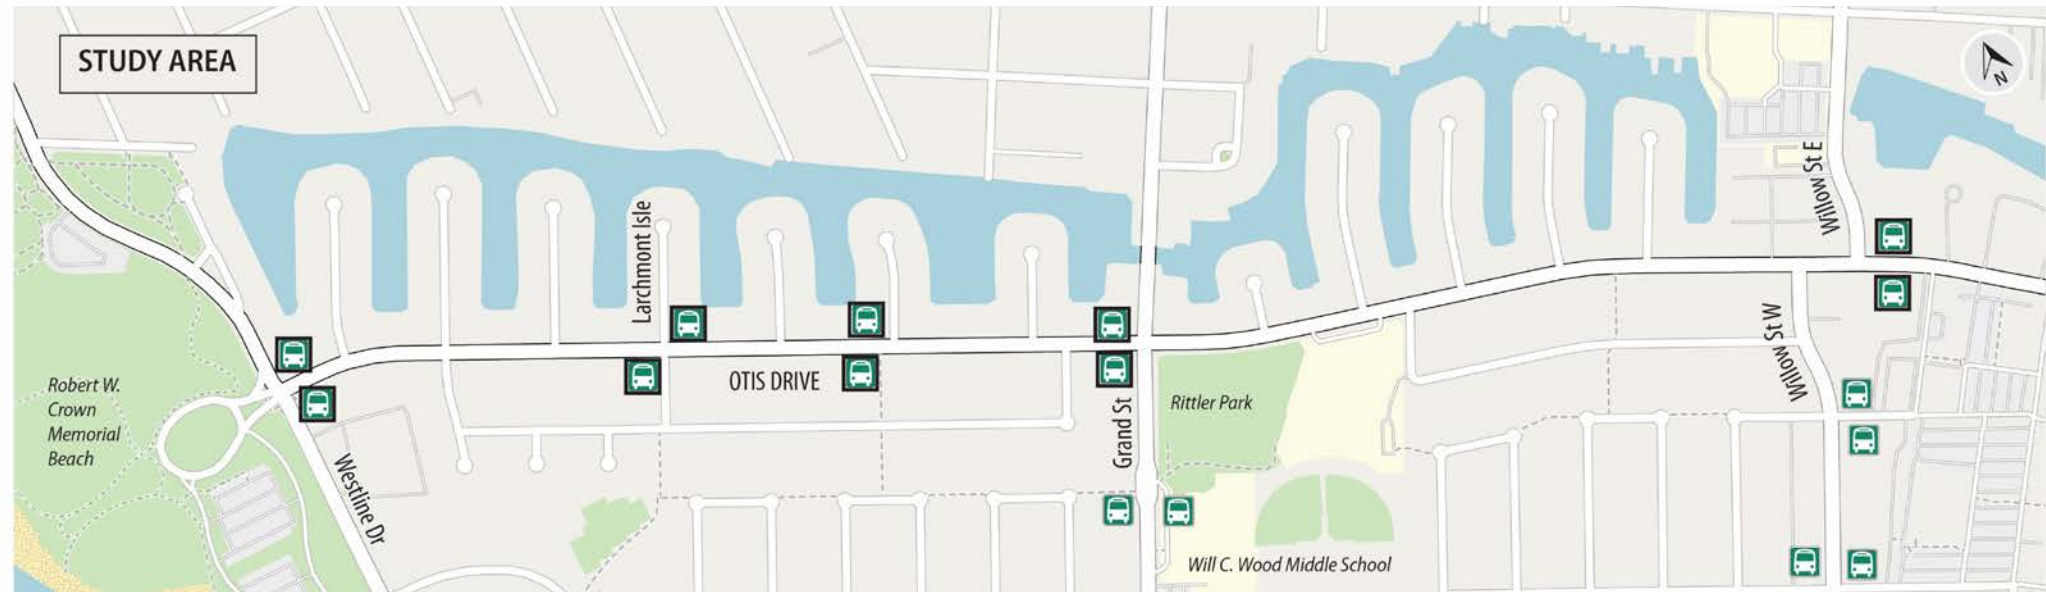 STUDY AREA
N
Willow St E
Larchmont Isle
Willow St W
OTIS DRIVE
Robert W.
Crown
Memorial
Beach
Rittler Park
Grand St
Westline Dr
Will C. Wood Middle School